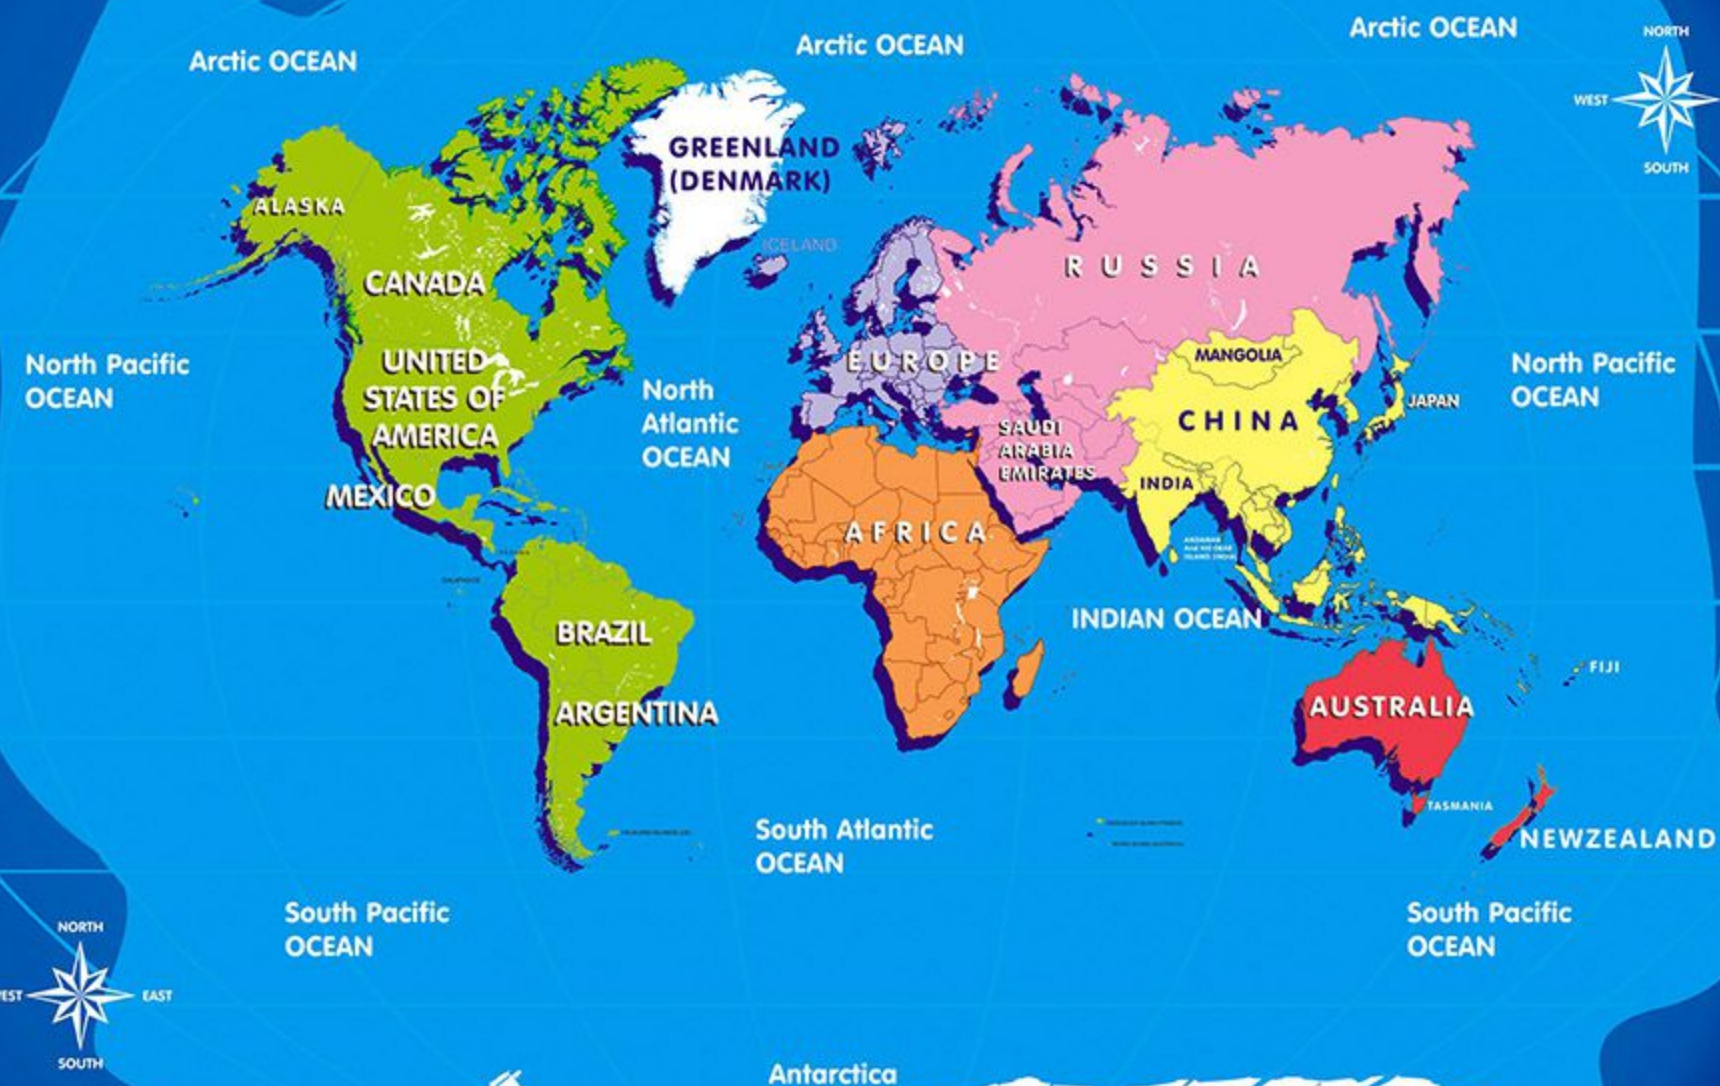 Arctic OCEAN
Arctic OCEAN
Arctic OCEAN
NORTH
WEST
SOUTH
GREENLAND
(DENMARK)
ALASKA
ICELAND
CANADA
RUSSIA
North Pacific
OCEAN
UNITED
STATES OF
AMERICA
North
Atlantic
OCEAN
EUROPE
MANGOLIA
North Pacific
OCEAN
JAPAN
CHINA
SAUDI
ARABIA
EMIRATES
INDIA
MEXICO
AFRICA
INDIAN OCEAN
BRAZIL
FIJI
ARGENTINA
AUSTRALIA
TASMANIA
NEWZEALAND
South Atlantic
OCEAN
South Pacific
OCEAN
South Pacific
OCEAN
NORTH
EST
EAST
SOUTH
Antarctica